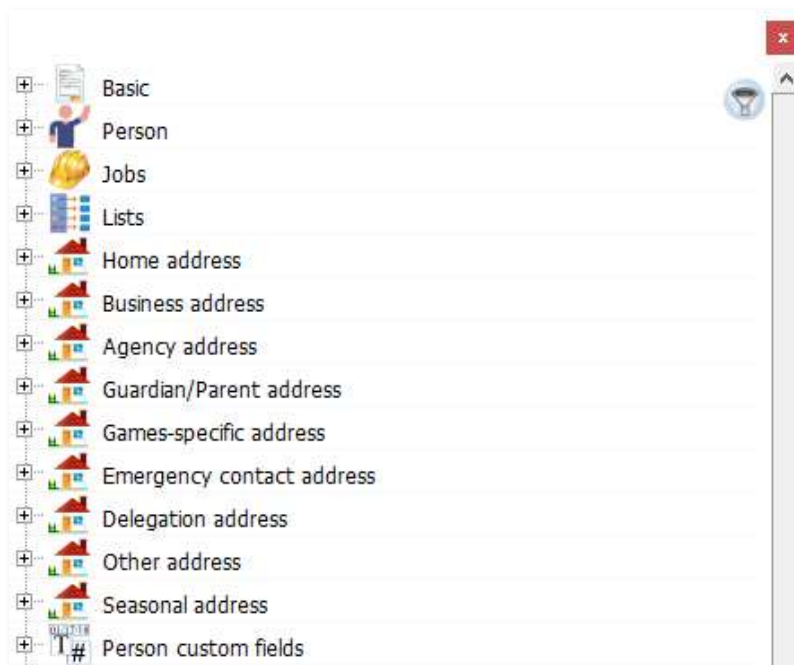 x
Basic
Person
Jobs
Lists
Home address
Business address
Agency address
Guardian/Parent address
Games-specific address
Emergency contact address
Delegation address
Other address
Seasonal address
T#
Person custom fields